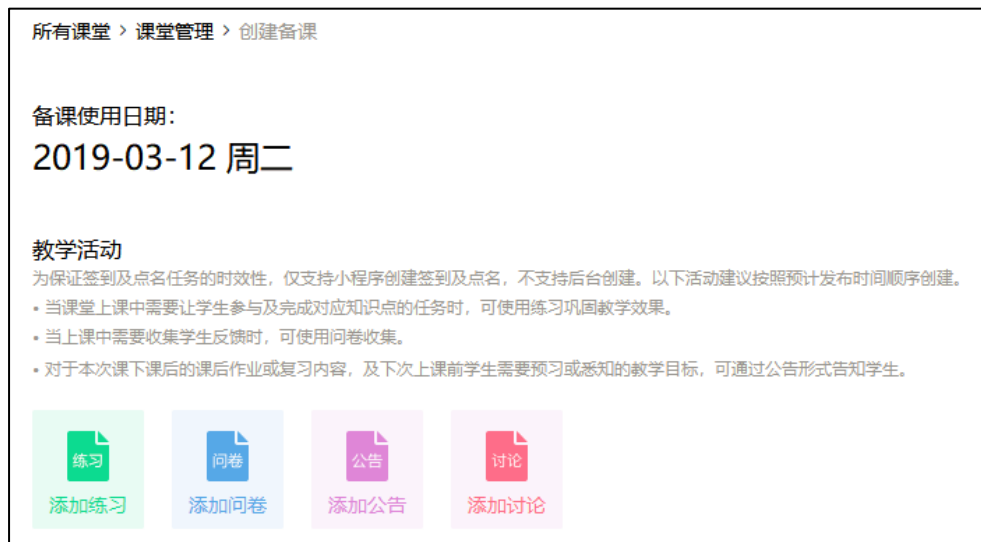 所有课堂 > 课堂管理 > 创建备课
备课使用日期：
2019-03-12 周二
教学活动
为保证签到及点名任务的时效性，仅支持小程序创建签到及点名，不支持后台创建。以下活动建议按照预计发布时间顺序创建。
• 当课堂上课中需要让学生参与及完成对应知识点的任务时，可使用练习巩固教学效果。
• 当上课中需要收集学生反馈时，可使用问卷收集。
• 对于本次课下课后的课后作业或复习内容，及下次上课前学生需要预习或悉知的教学目标，可通过公告形式告知学生。
练习 问卷 公告 讨论
添加练习 添加问卷 添加公告 添加讨论